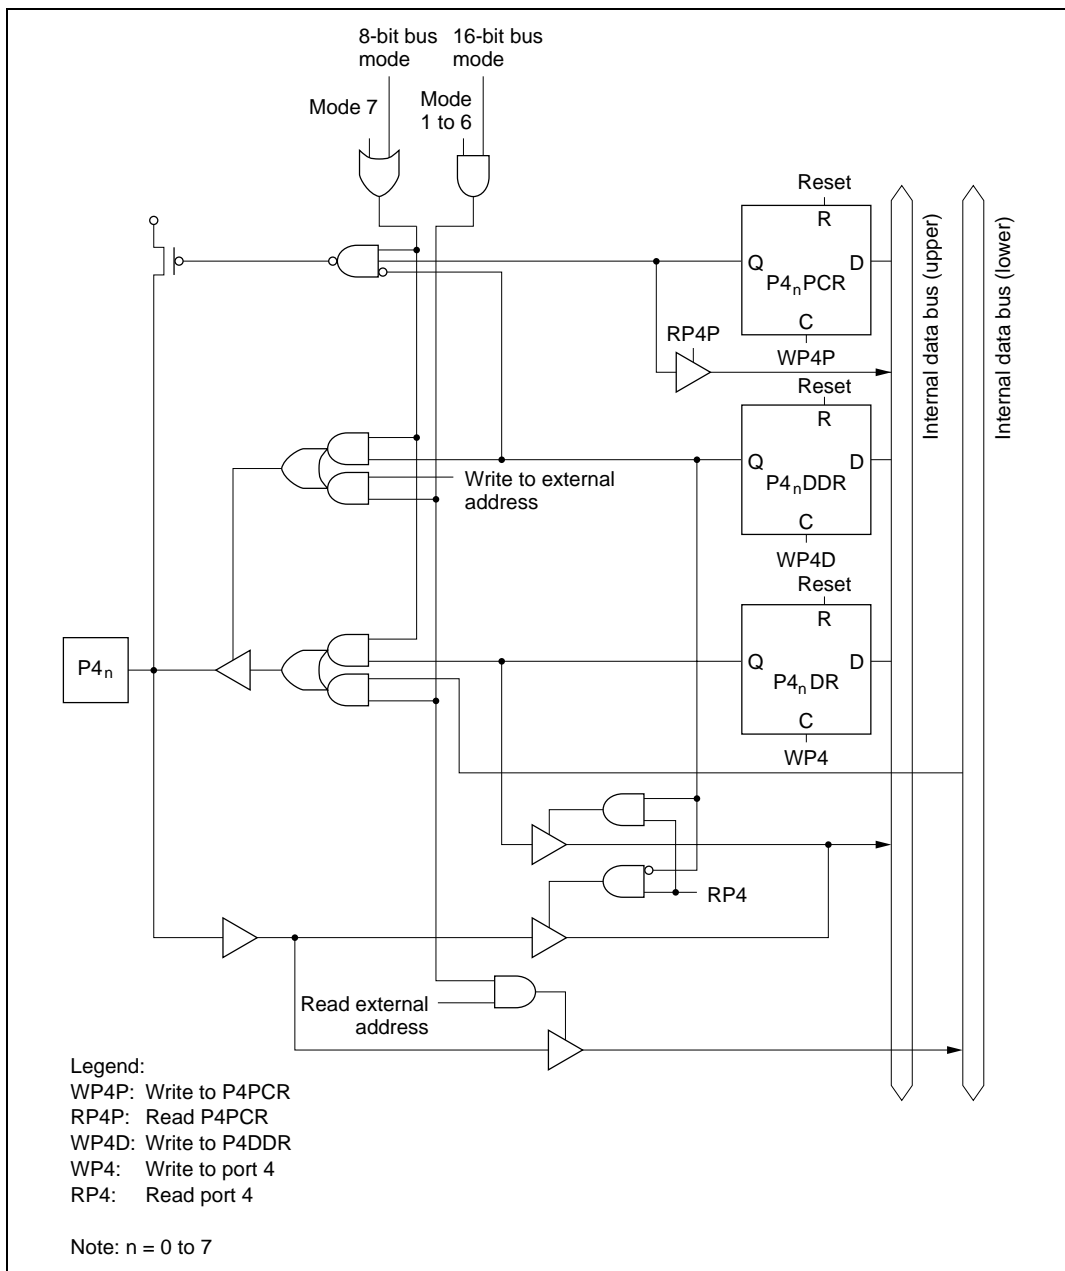 8-bit bus
mode
16-bit bus
mode
Mode 7
Mode
1 to 6
Reset
R
Q
D
P4nPCR
C
WP4P
RP4P
Reset
R
Q
D
P4nDDR
C
WP4D
Write to external
address
Reset
R
Q
D
P4nDR
C
WP4
P4n
RP4
Read external
address
Internal data bus (upper)
Internal data bus (lower)
Legend:
WP4P: Write to P4PCR
RP4P: Read P4PCR
WP4D: Write to P4DDR
WP4: Write to port 4
RP4: Read port 4
Note: n = 0 to 7